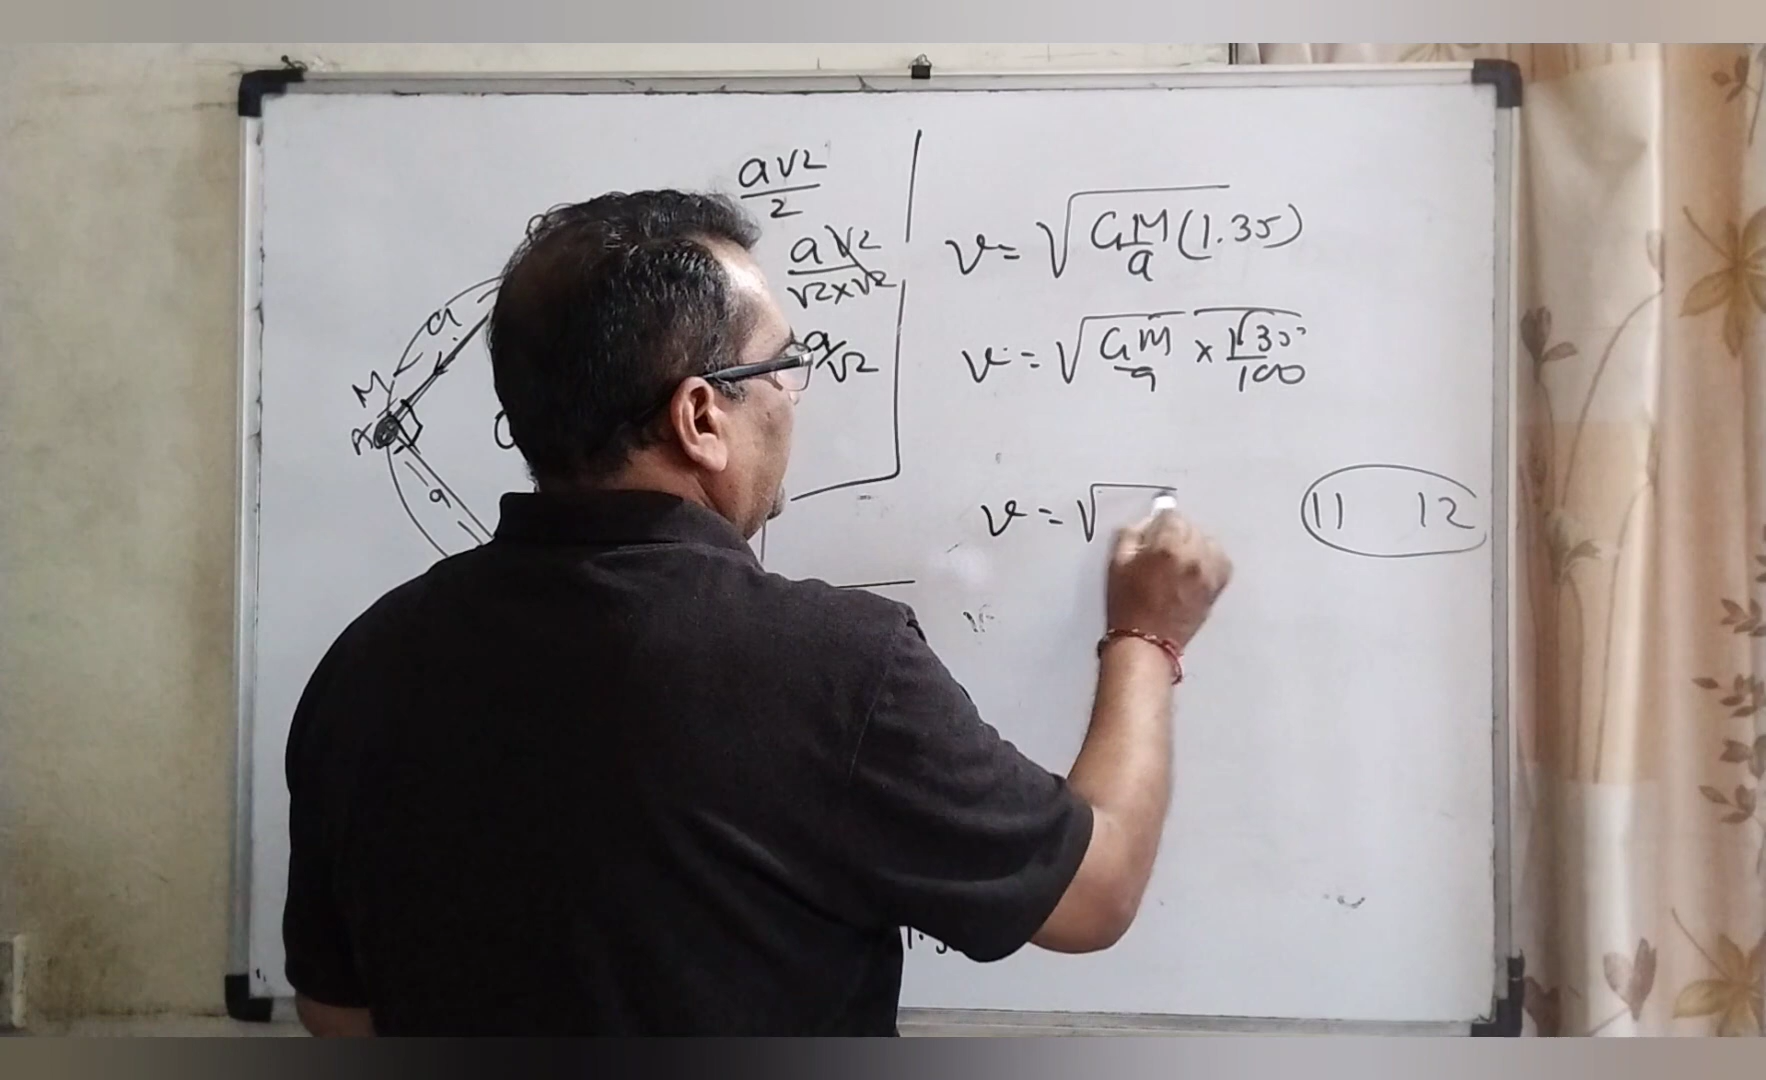 a√2/2
a√2/√2×√2
a/√2
a
M
A
a
v = √(GM/a (1.35))
v = √(GM/a × 135/100)
v = √
11 12